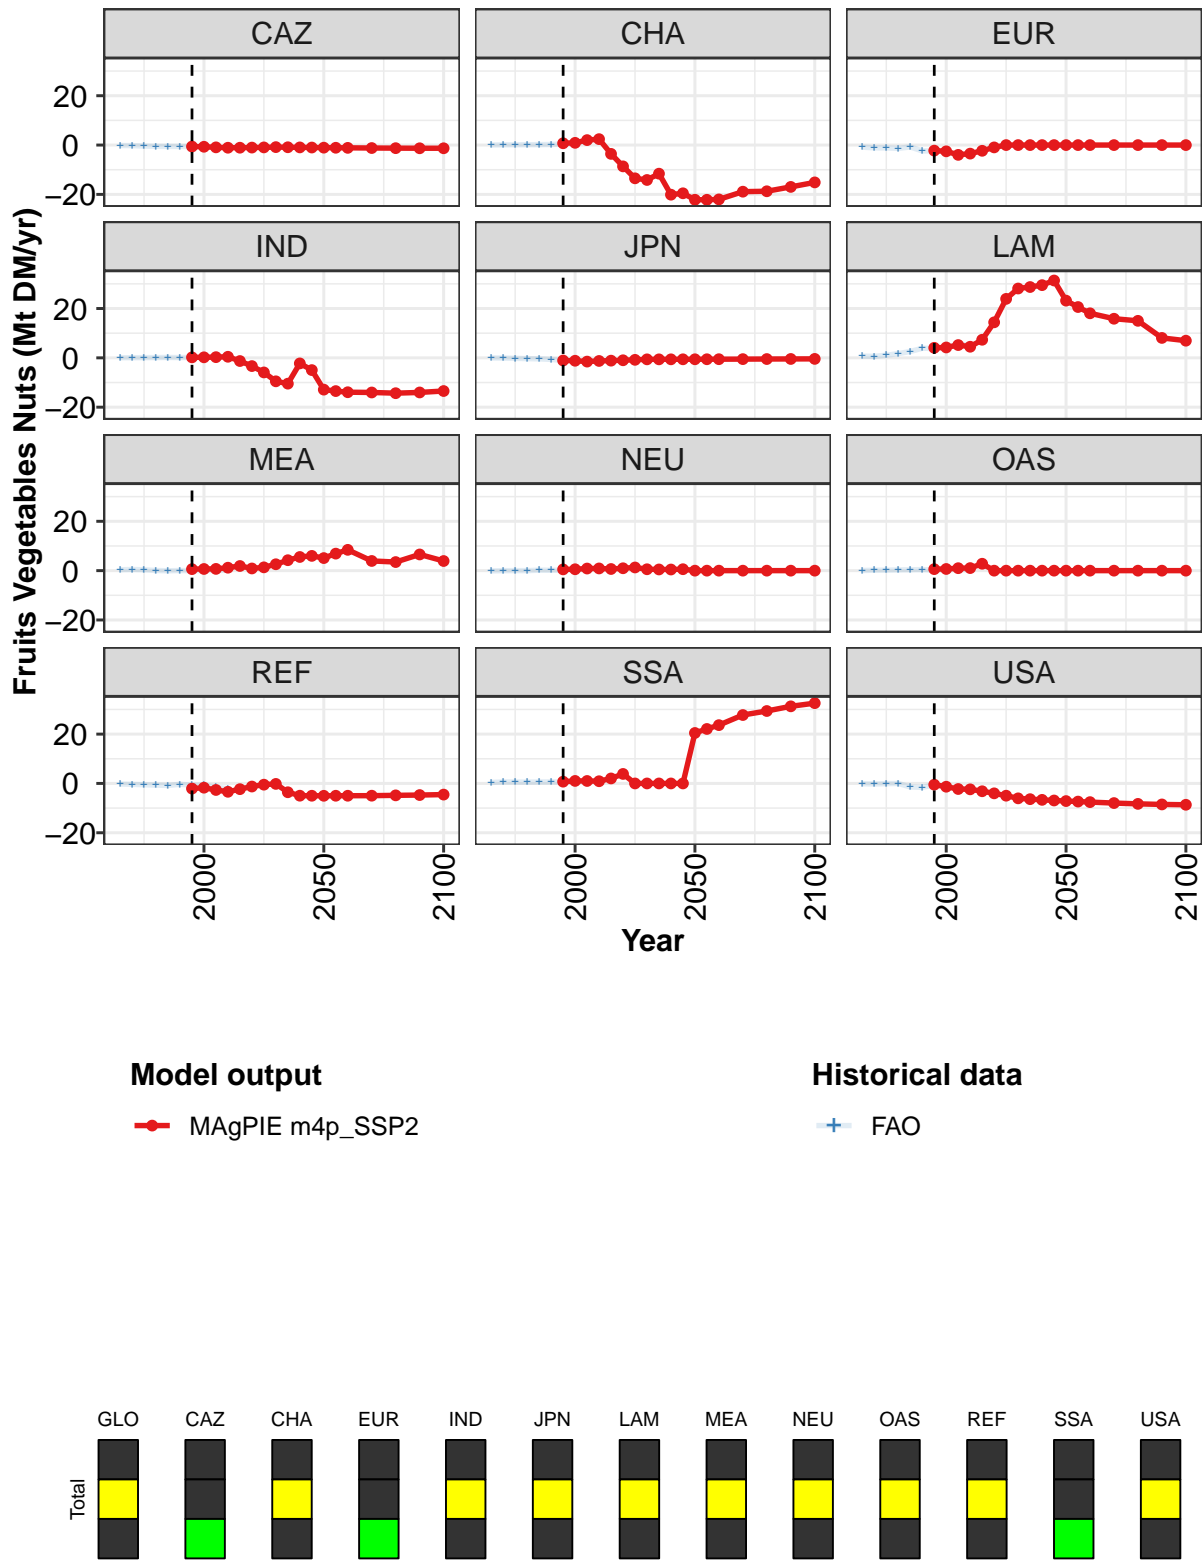 CAZ CHA EUR
20
0
−20
IND JPN LAM
20
0
−20
MEA NEU OAS
20
0
−20
REF SSA USA
20
0
−20
Fruits Vegetables Nuts (Mt DM/yr)
2000 2050 2100 2000 2050 2100 2000 2050 2100
Year
Model output
MAgPIE m4p_SSP2
Historical data
FAO
GLO CAZ CHA EUR IND JPN LAM MEA NEU OAS REF SSA USA
Total